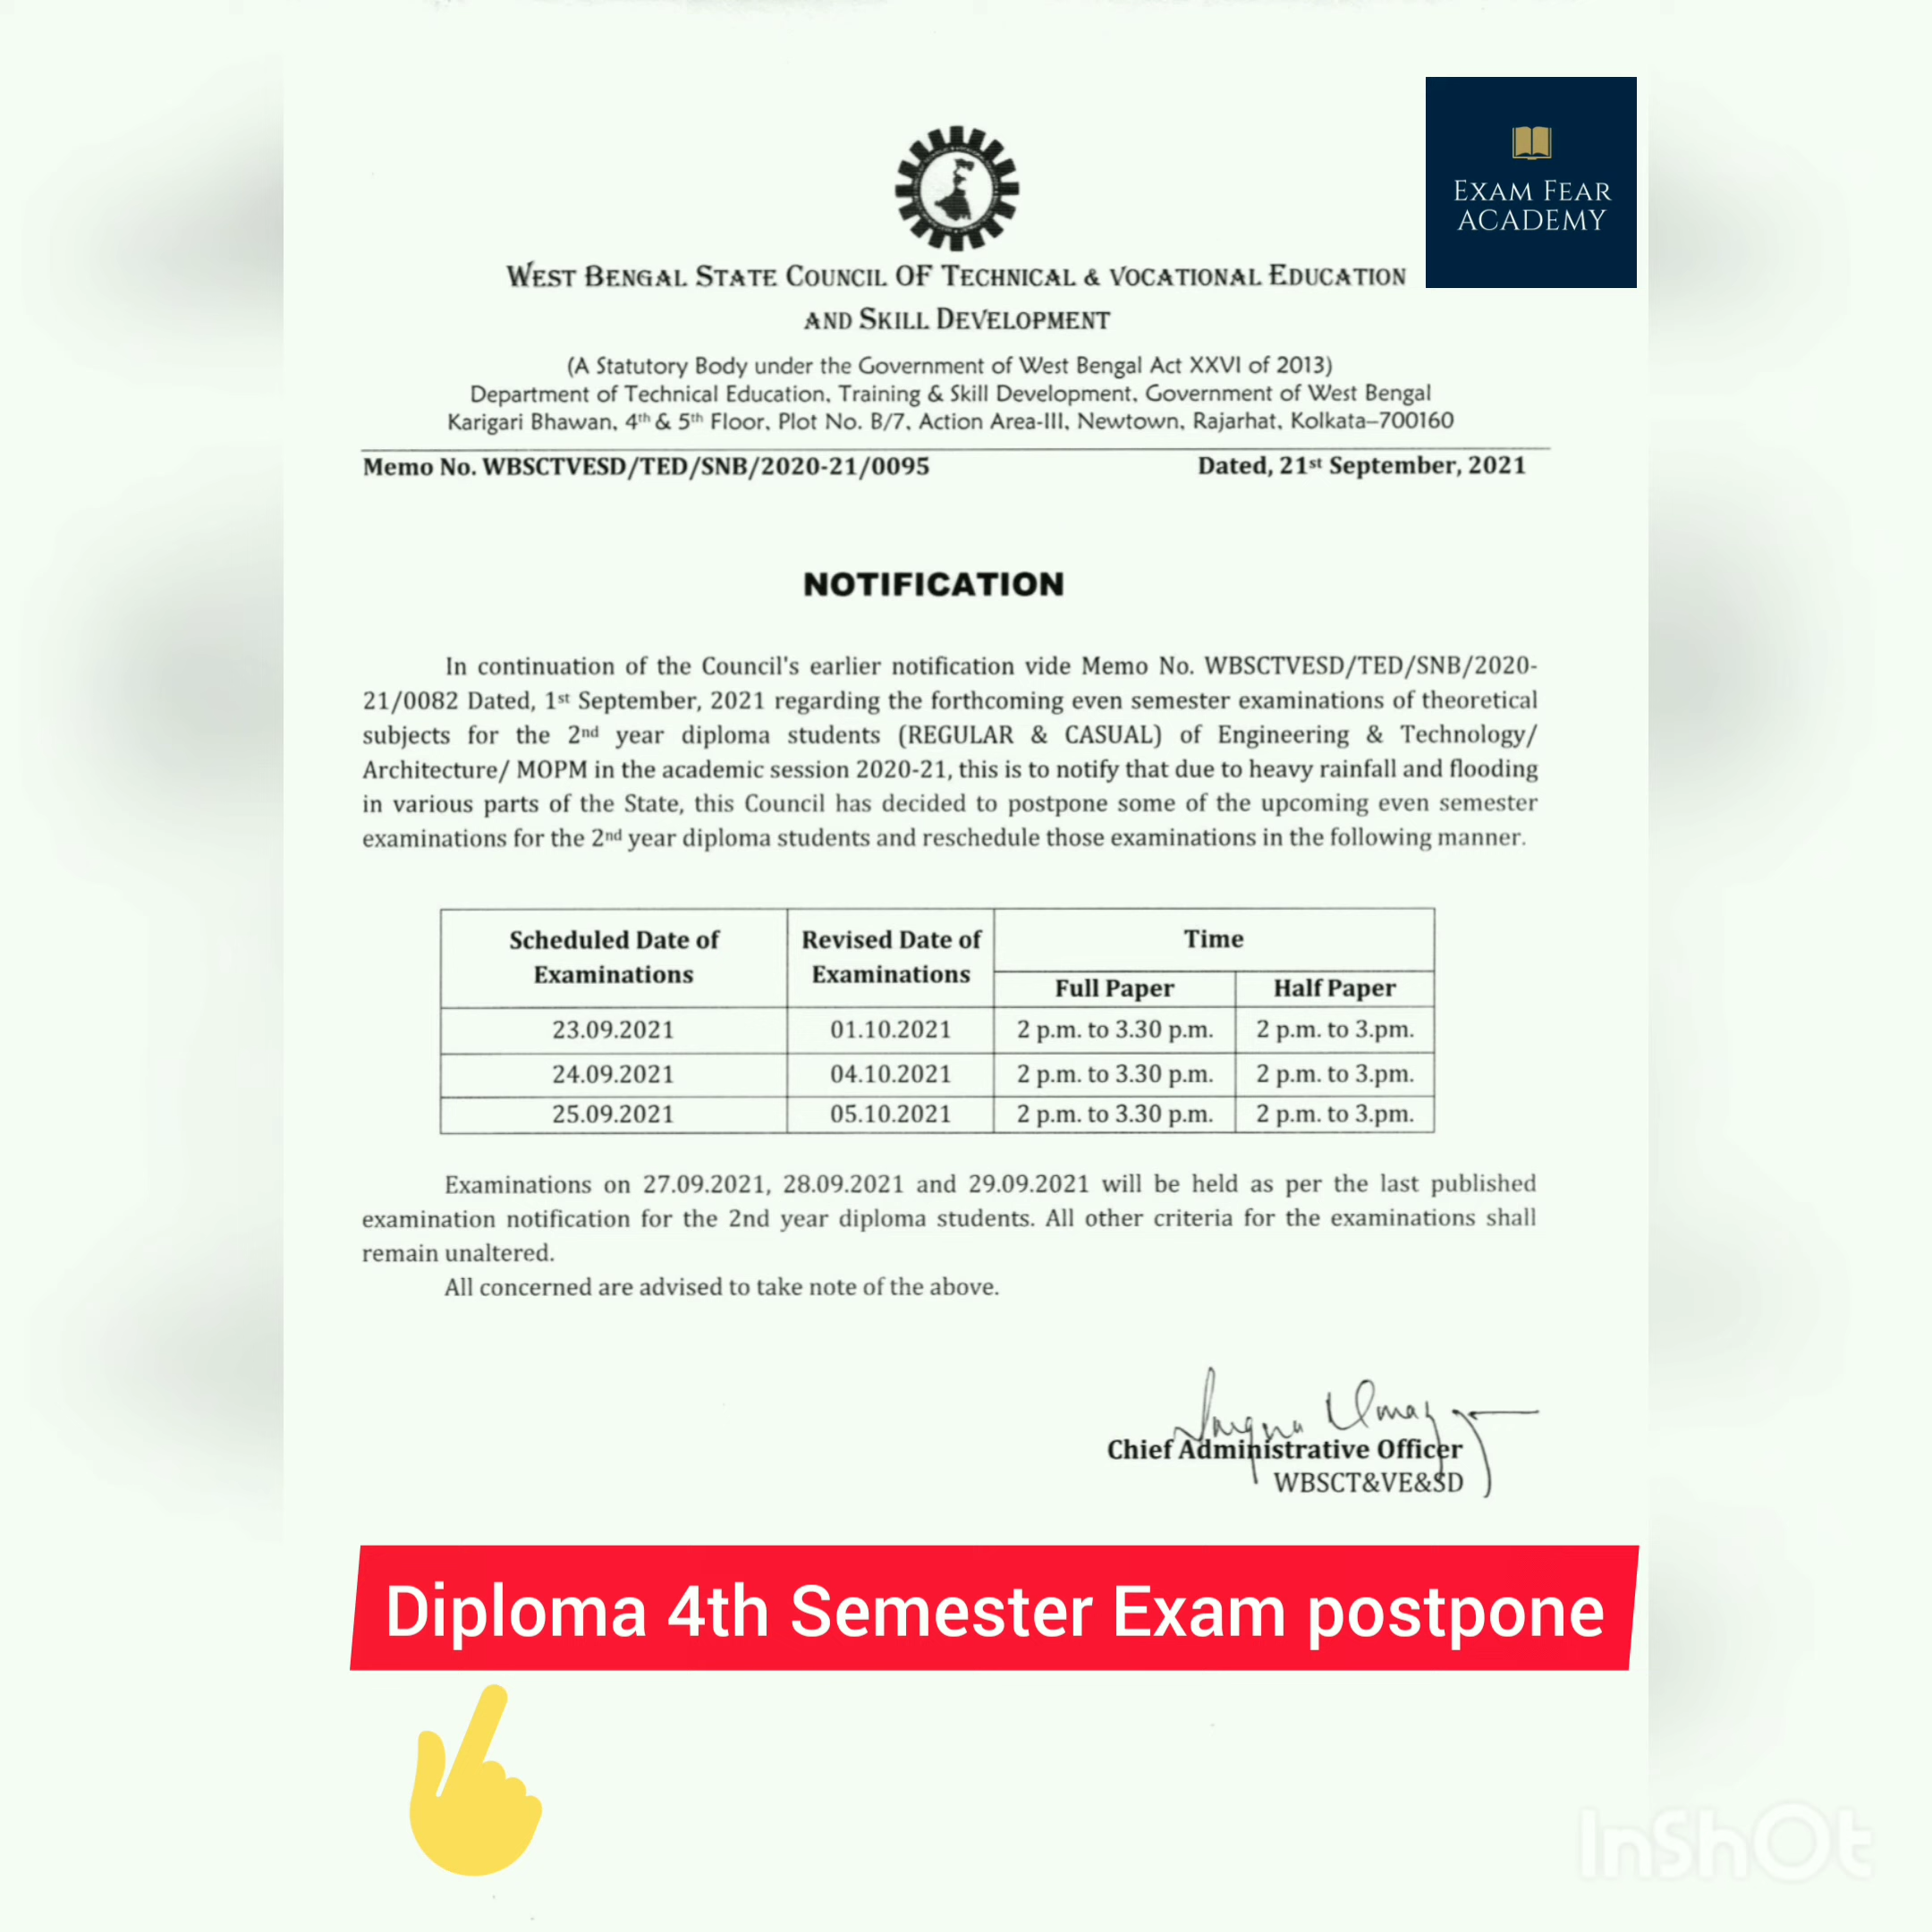 EXAM FEAR
ACADEMY
WEST BENGAL STATE COUNCIL OF TECHNICAL & VOCATIONAL EDUCATION
AND SKILL DEVELOPMENT
(A Statutory Body under the Government of West Bengal Act XXVI of 2013)
Department of Technical Education, Training & Skill Development, Government of West Bengal
Karigari Bhawan, 4th & 5th Floor, Plot No. B/7, Action Area-III, Newtown, Rajarhat, Kolkata–700160
Memo No. WBSCTVESD/TED/SNB/2020-21/0095 Dated, 21st September, 2021
NOTIFICATION
In continuation of the Council's earlier notification vide Memo No. WBSCTVESD/TED/SNB/2020-
21/0082 Dated, 1st September, 2021 regarding the forthcoming even semester examinations of theoretical
subjects for the 2nd year diploma students (REGULAR & CASUAL) of Engineering & Technology/
Architecture/ MOPM in the academic session 2020-21, this is to notify that due to heavy rainfall and flooding
in various parts of the State, this Council has decided to postpone some of the upcoming even semester
examinations for the 2nd year diploma students and reschedule those examinations in the following manner.
Scheduled Date of Examinations Revised Date of Examinations Time
Full Paper Half Paper
23.09.2021 01.10.2021 2 p.m. to 3.30 p.m. 2 p.m. to 3.pm.
24.09.2021 04.10.2021 2 p.m. to 3.30 p.m. 2 p.m. to 3.pm.
25.09.2021 05.10.2021 2 p.m. to 3.30 p.m. 2 p.m. to 3.pm.
Examinations on 27.09.2021, 28.09.2021 and 29.09.2021 will be held as per the last published
examination notification for the 2nd year diploma students. All other criteria for the examinations shall
remain unaltered.
All concerned are advised to take note of the above.
Chief Administrative Officer
WBSCT&VE&SD
Diploma 4th Semester Exam postpone
InShOt